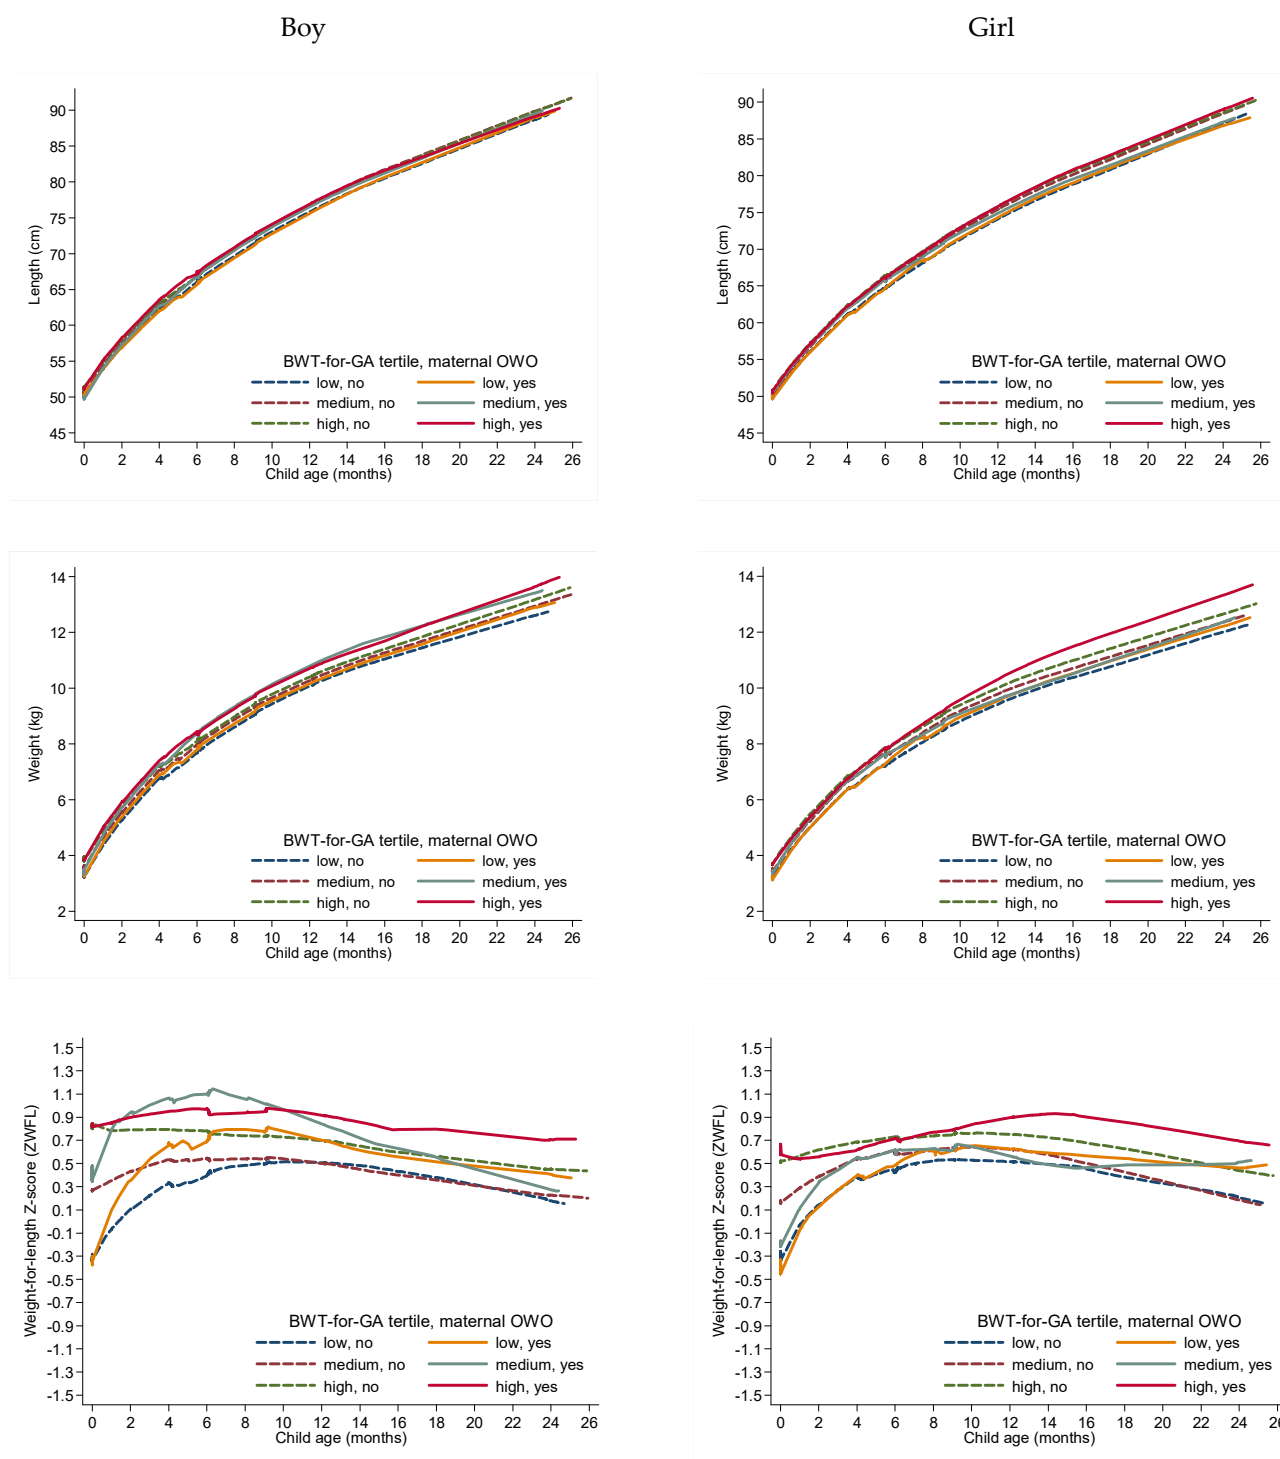 Boy
Girl
Length (cm)
90
85
80
75
70
65
60
55
50
45
BWT-for-GA tertile, maternal OWO
low, no
low, yes
medium, no
medium, yes
high, no
high, yes
0 2 4 6 8 10 12 14 16 18 20 22 24 26
Child age (months)
Length (cm)
90
85
80
75
70
65
60
55
50
45
BWT-for-GA tertile, maternal OWO
low, no
low, yes
medium, no
medium, yes
high, no
high, yes
0 2 4 6 8 10 12 14 16 18 20 22 24 26
Child age (months)
Weight (kg)
14
12
10
8
6
4
2
BWT-for-GA tertile, maternal OWO
low, no
low, yes
medium, no
medium, yes
high, no
high, yes
0 2 4 6 8 10 12 14 16 18 20 22 24 26
Child age (months)
Weight (kg)
14
12
10
8
6
4
2
BWT-for-GA tertile, maternal OWO
low, no
low, yes
medium, no
medium, yes
high, no
high, yes
0 2 4 6 8 10 12 14 16 18 20 22 24 26
Child age (months)
Weight-for-length Z-score (ZWFL)
1.5
1.3
1.1
0.9
0.7
0.5
0.3
0.1
-0.1
-0.3
-0.5
-0.7
-0.9
-1.1
-1.3
-1.5
BWT-for-GA tertile, maternal OWO
low, no
low, yes
medium, no
medium, yes
high, no
high, yes
0 2 4 6 8 10 12 14 16 18 20 22 24 26
Child age (months)
Weight-for-length Z-score (ZWFL)
1.5
1.3
1.1
0.9
0.7
0.5
0.3
0.1
-0.1
-0.3
-0.5
-0.7
-0.9
-1.1
-1.3
-1.5
BWT-for-GA tertile, maternal OWO
low, no
low, yes
medium, no
medium, yes
high, no
high, yes
0 2 4 6 8 10 12 14 16 18 20 22 24
Child age (months)